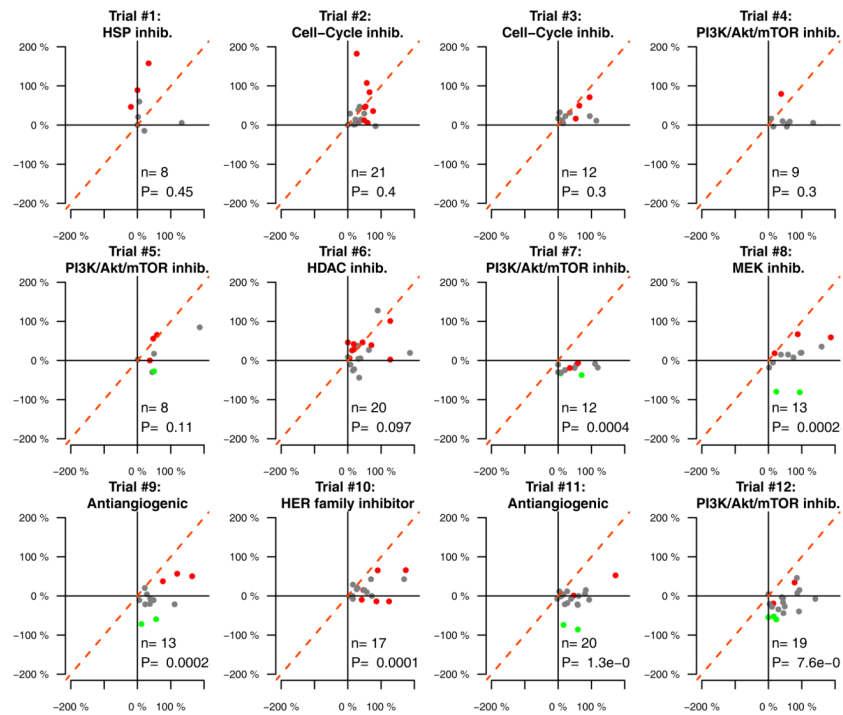 Trial #1:
HSP inhib.
200 %
100 %
0 %
−100 %
−200 %
n= 8
P= 0.45
−200 % 0 % 100 %
Trial #2:
Cell−Cycle inhib.
200 %
100 %
0 %
−100 %
−200 %
n= 21
P= 0.4
−200 % 0 % 100 %
Trial #3:
Cell−Cycle inhib.
200 %
100 %
0 %
−100 %
−200 %
n= 12
P= 0.3
−200 % 0 % 100 %
Trial #4:
PI3K/Akt/mTOR inhib.
200 %
100 %
0 %
−100 %
−200 %
n= 9
P= 0.3
−200 % 0 % 100 %
Trial #5:
PI3K/Akt/mTOR inhib.
200 %
100 %
0 %
−100 %
−200 %
n= 8
P= 0.11
−200 % 0 % 100 %
Trial #6:
HDAC inhib.
200 %
100 %
0 %
−100 %
−200 %
n= 20
P= 0.097
−200 % 0 % 100 %
Trial #7:
PI3K/Akt/mTOR inhib.
200 %
100 %
0 %
−100 %
−200 %
n= 12
P= 0.0004
−200 % 0 % 100 %
Trial #8:
MEK inhib.
200 %
100 %
0 %
−100 %
−200 %
n= 13
P= 0.0002
−200 % 0 % 100 %
Trial #9:
Antiangiogenic
200 %
100 %
0 %
−100 %
−200 %
n= 13
P= 0.0002
−200 % 0 % 100 %
Trial #10:
HER family inhibitor
200 %
100 %
0 %
−100 %
−200 %
n= 17
P= 0.0001
−200 % 0 % 100 %
Trial #11:
Antiangiogenic
200 %
100 %
0 %
−100 %
−200 %
n= 20
P= 1.3e−0
−200 % 0 % 100 %
Trial #12:
PI3K/Akt/mTOR inhib.
200 %
100 %
0 %
−100 %
−200 %
n= 19
P= 7.6e−0
−200 % 0 % 100 %